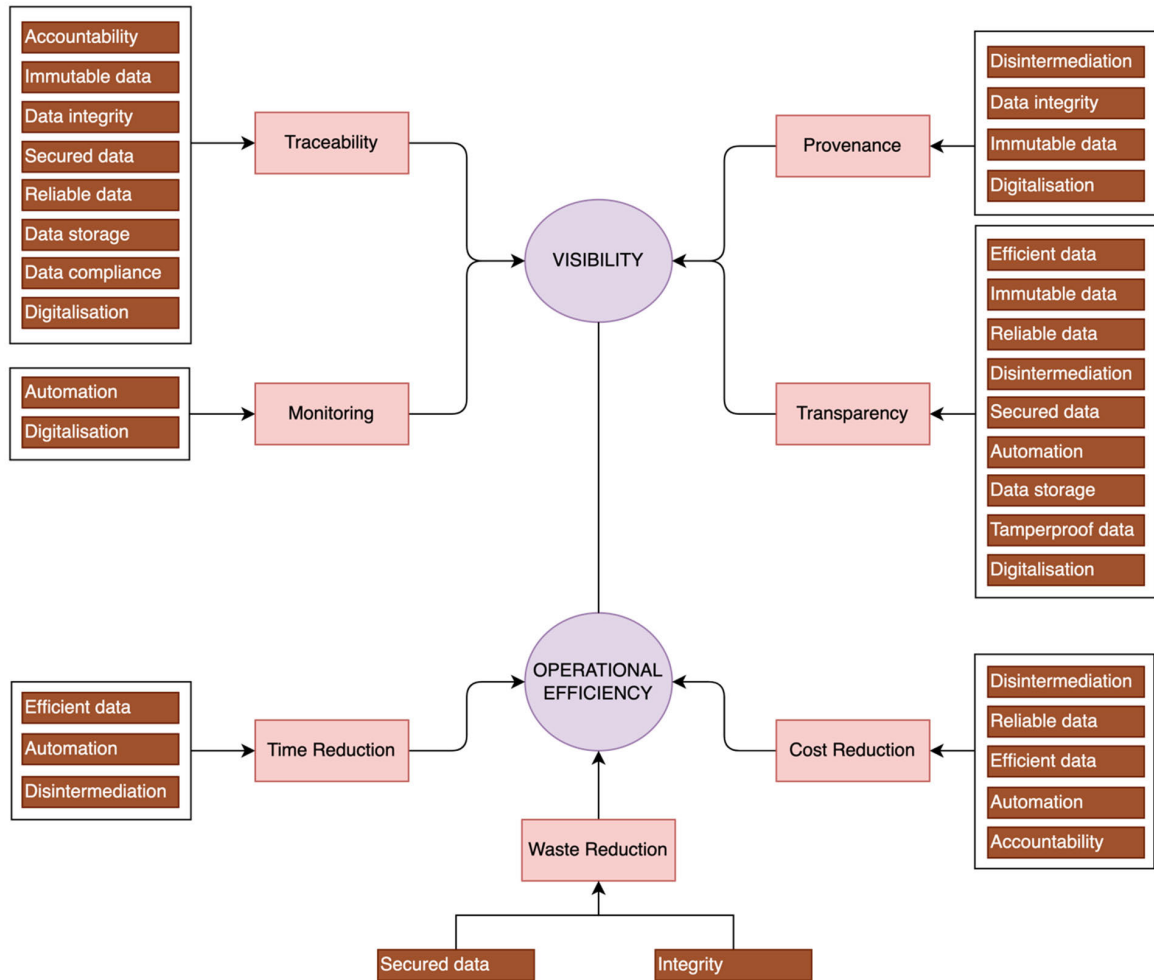 Accountability
Immutable data
Data integrity
Secured data
Reliable data
Data storage
Data compliance
Digitalisation
Traceability
Automation
Digitalisation
Monitoring
VISIBILITY
Provenance
Disintermediation
Data integrity
Immutable data
Digitalisation
Transparency
Efficient data
Immutable data
Reliable data
Disintermediation
Secured data
Automation
Data storage
Tamperproof data
Digitalisation
Efficient data
Automation
Disintermediation
Time Reduction
OPERATIONAL
EFFICIENCY
Cost Reduction
Disintermediation
Reliable data
Efficient data
Automation
Accountability
Waste Reduction
Secured data
Integrity